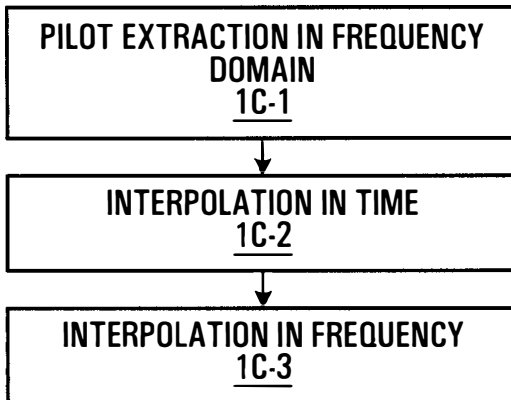 PILOT EXTRACTION IN FREQUENCY
DOMAIN
1C-1
INTERPOLATION IN TIME
1C-2
INTERPOLATION IN FREQUENCY
1C-3